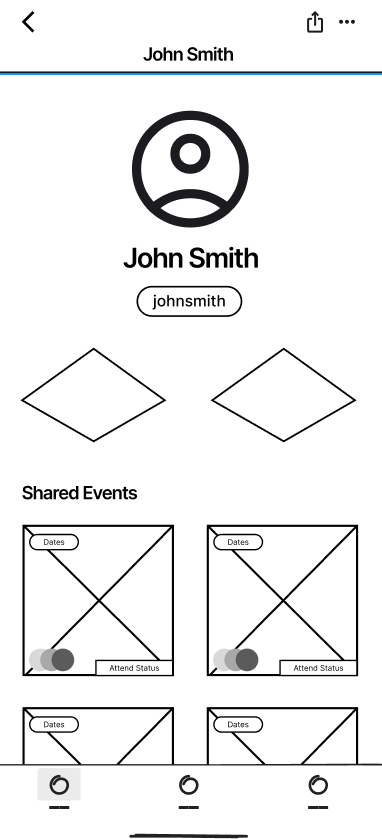 John Smith
John Smith
johnsmith
Shared Events
Dates
Dates
Attend Status
Attend Status
Dates
Dates